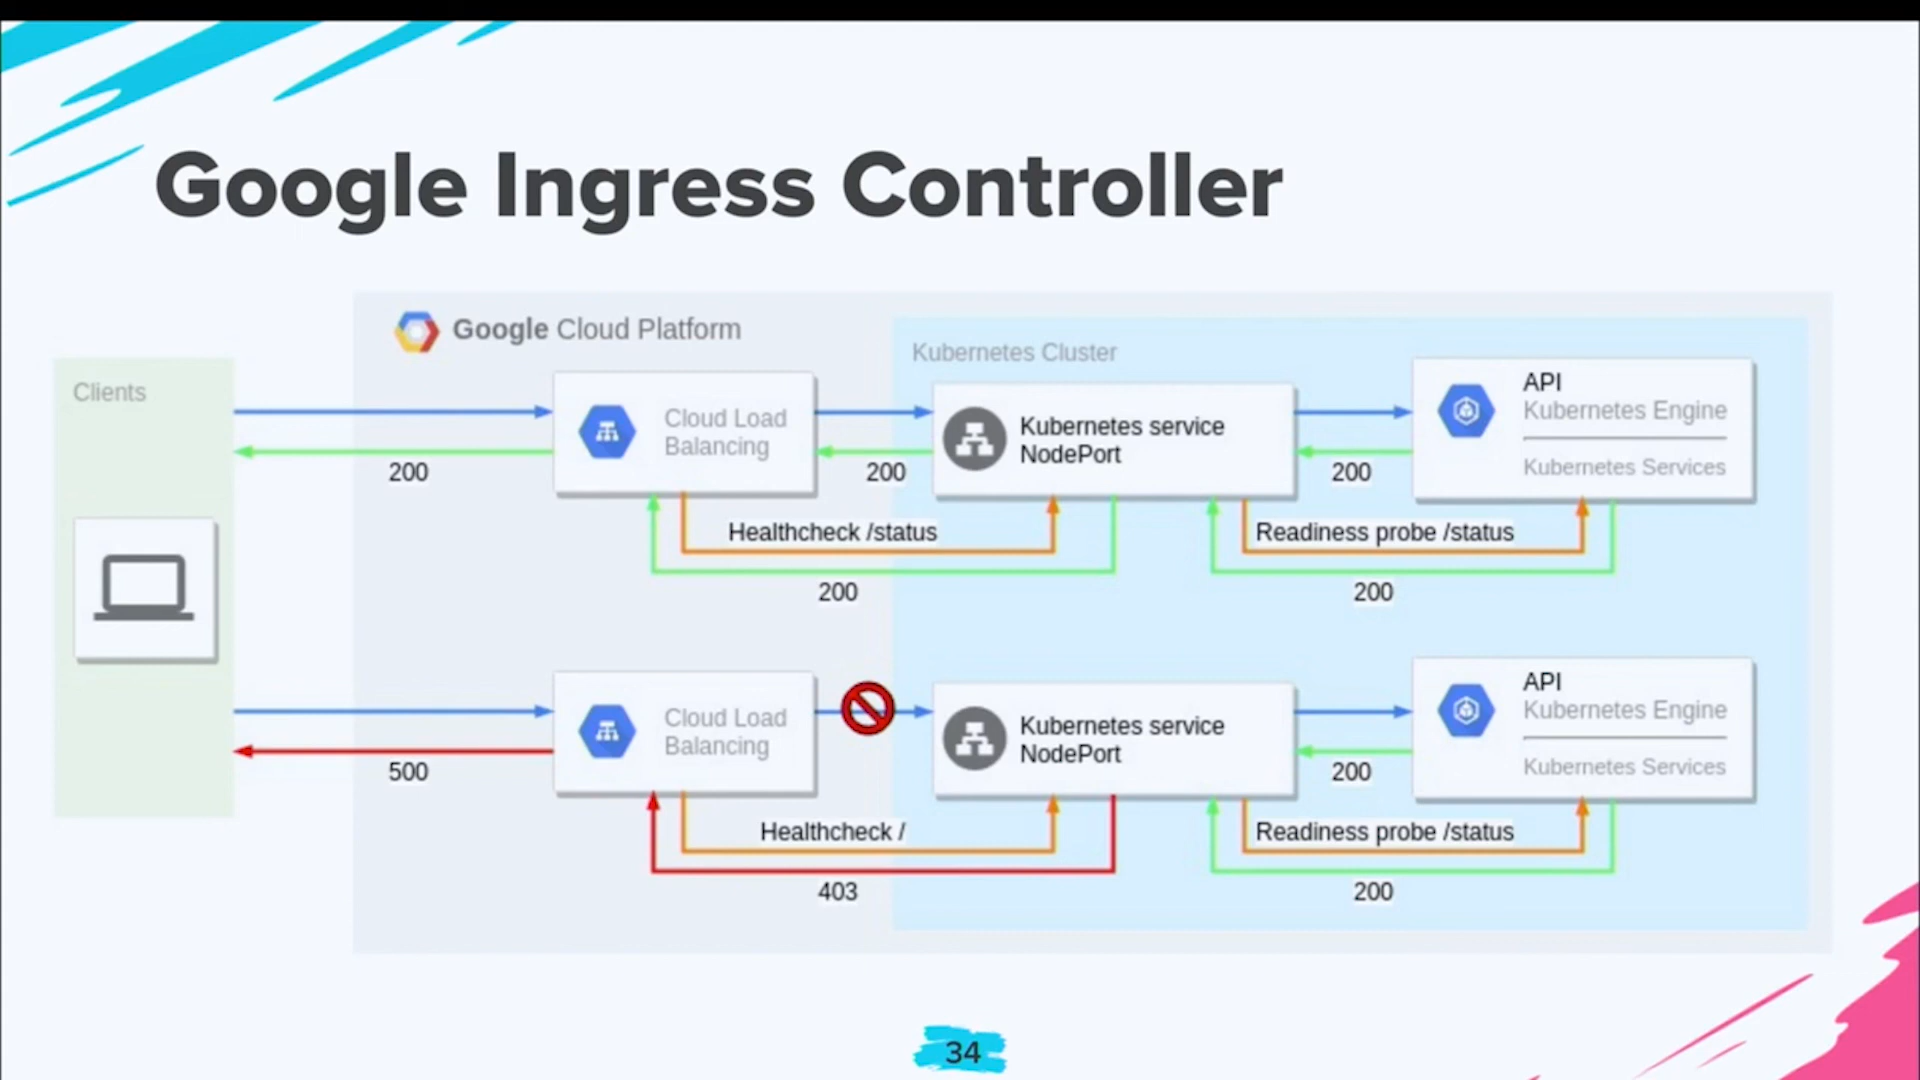 Google Ingress Controller
Google Cloud Platform
Kubernetes Cluster
Clients
Cloud Load
Balancing
Kubernetes service
NodePort
API
Kubernetes Engine
Kubernetes Services
200
200
200
Healthcheck /status
Readiness probe /status
200
200
Cloud Load
Balancing
Kubernetes service
NodePort
API
Kubernetes Engine
Kubernetes Services
500
200
Healthcheck /
Readiness probe /status
403
200
34